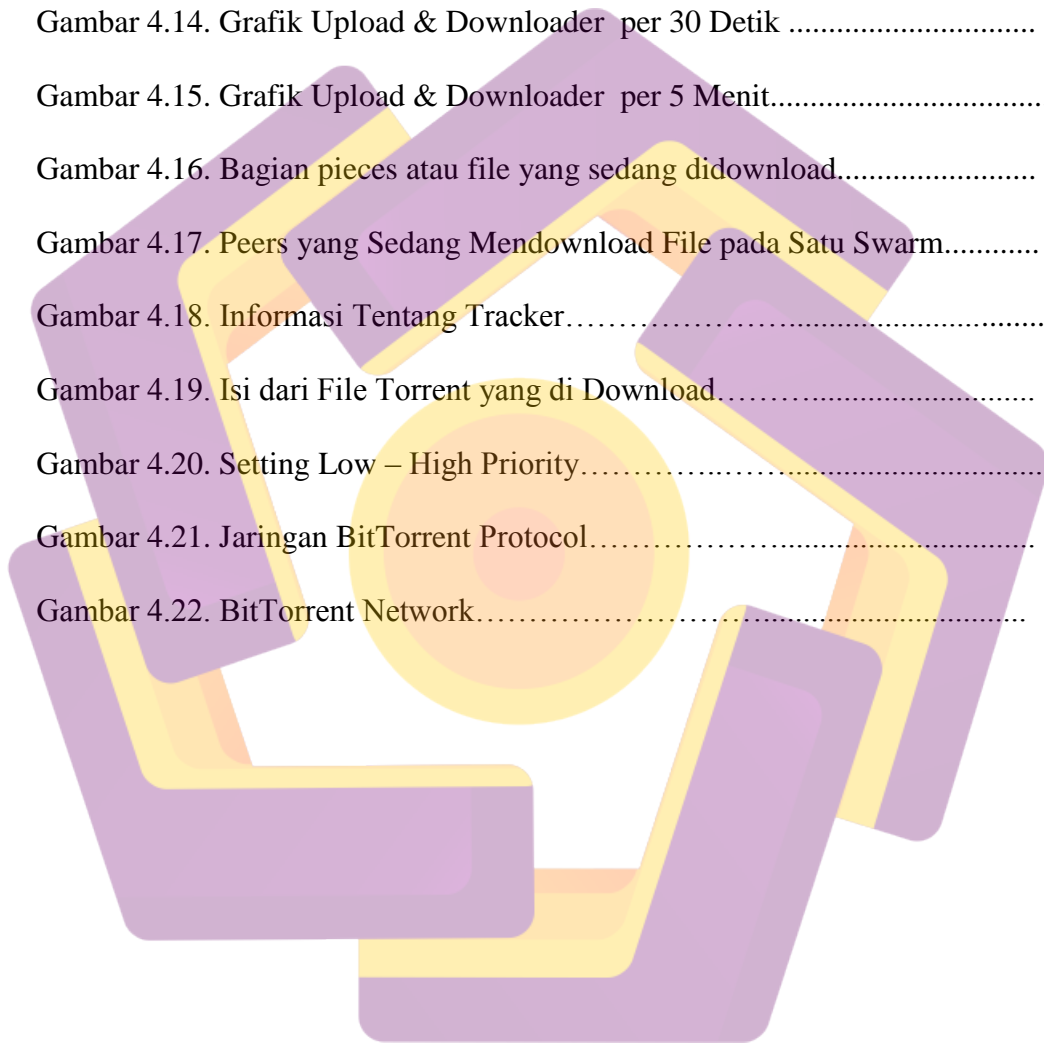 Gambar 4.14. Grafik Upload & Downloader  per 30 Detik ............................
Gambar 4.15. Grafik Upload & Downloader  per 5 Menit...............................
Gambar 4.16. Bagian pieces atau file yang sedang didownload.......................
Gambar 4.17. Peers yang Sedang Mendownload File pada Satu Swarm...........
Gambar 4.18. Informasi Tentang Tracker…………………...............................
Gambar 4.19. Isi dari File Torrent yang di Download………..........................
Gambar 4.20. Setting Low – High Priority…………..……...............................
Gambar 4.21. Jaringan BitTorrent Protocol………………..............................
Gambar 4.22. BitTorrent Network………………………...............................